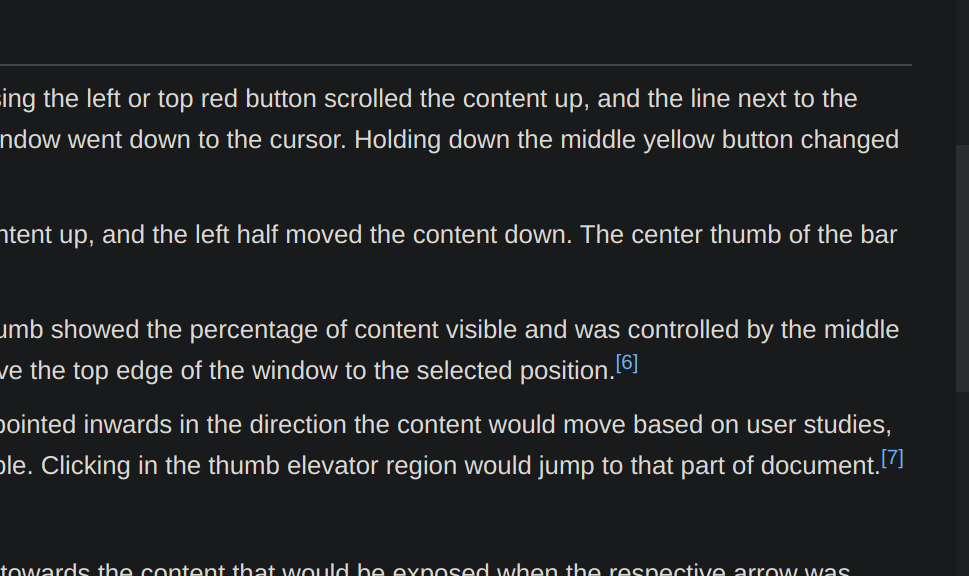 sing the left or top red button scrolled the content up, and the line next to the
ndow went down to the cursor. Holding down the middle yellow button changed
ntent up, and the left half moved the content down. The center thumb of the bar
umb showed the percentage of content visible and was controlled by the middle
ve the top edge of the window to the selected position.[6]
pointed inwards in the direction the content would move based on user studies,
ble. Clicking in the thumb elevator region would jump to that part of document.[7]
towards the content that would be exposed when the respective arrow was